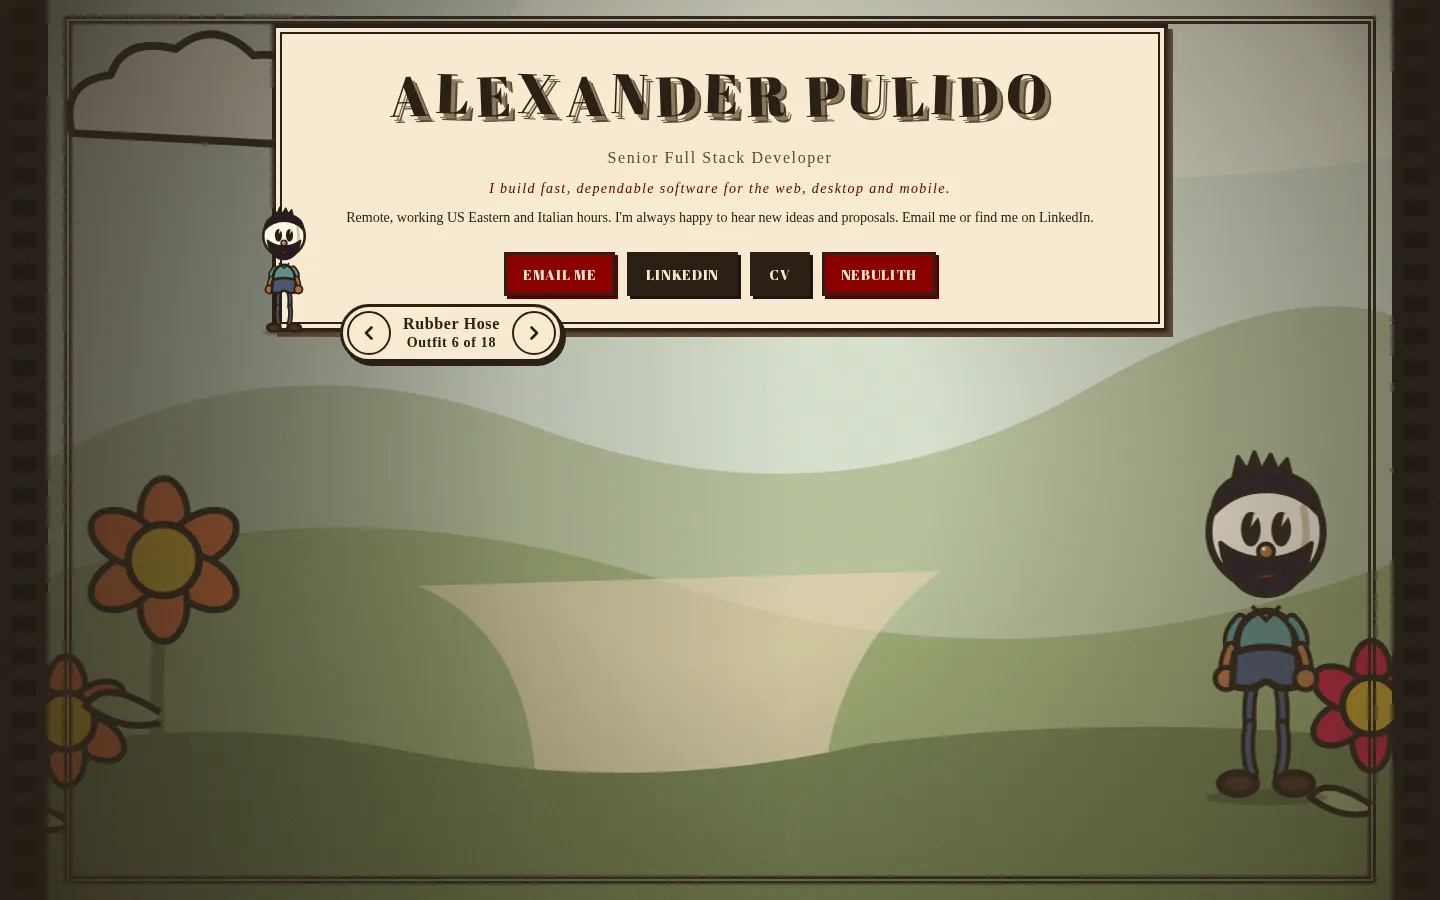 ALEXANDER PULIDO
Senior Full Stack Developer
I build fast, dependable software for the web, desktop and mobile.
Remote, working US Eastern and Italian hours. I'm always happy to hear new ideas and proposals. Email me or find me on LinkedIn.
EMAIL ME LINKEDIN CV NEBULITH
Rubber Hose
Outfit 6 of 18